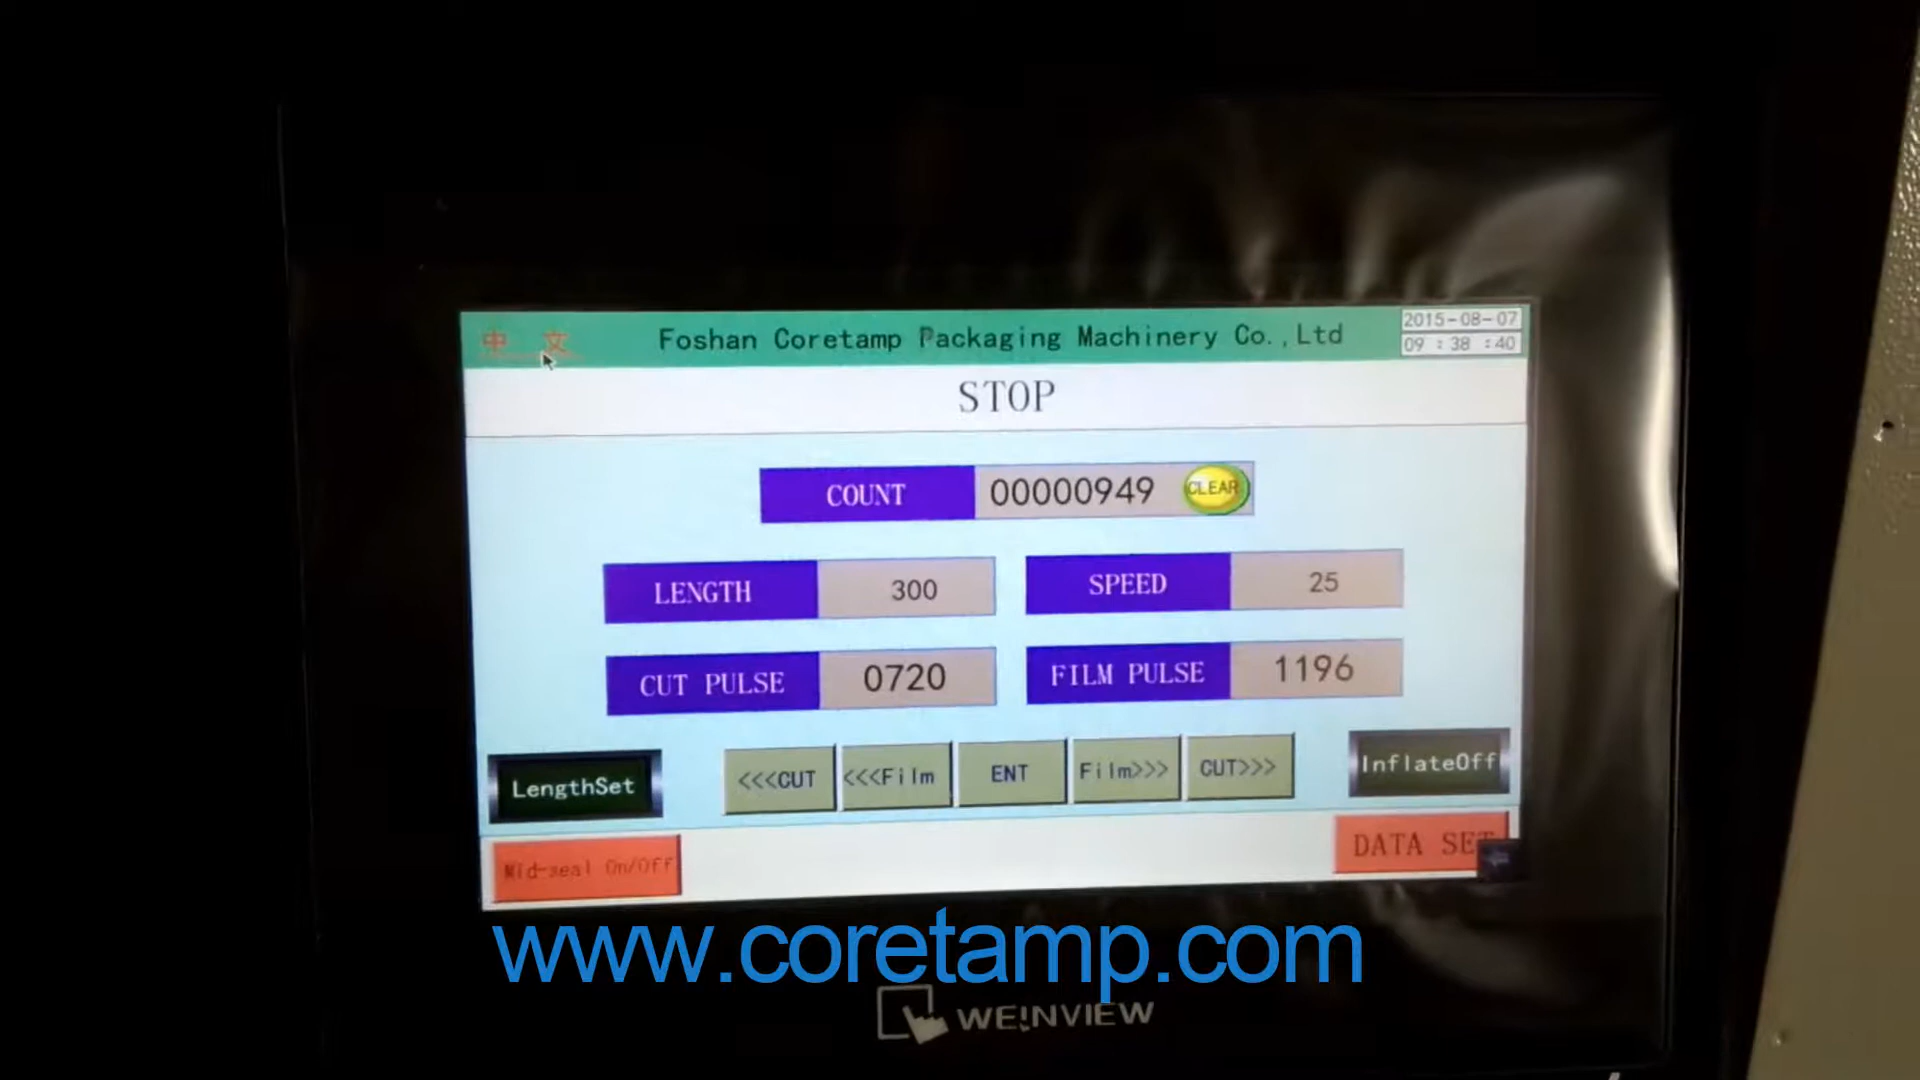 中 文
Foshan Coretamp Packaging Machinery Co.,Ltd
2015-08-07
09 : 38 :40
STOP
COUNT 00000949 CLEAR
LENGTH 300 SPEED 25
CUT PULSE 0720 FILM PULSE 1196
LengthSet <<<CUT <<<Film ENT Film>>> CUT>>> InflateOff
Mid-seal On/Off DATA SET
www.coretamp.com
WEINVIEW